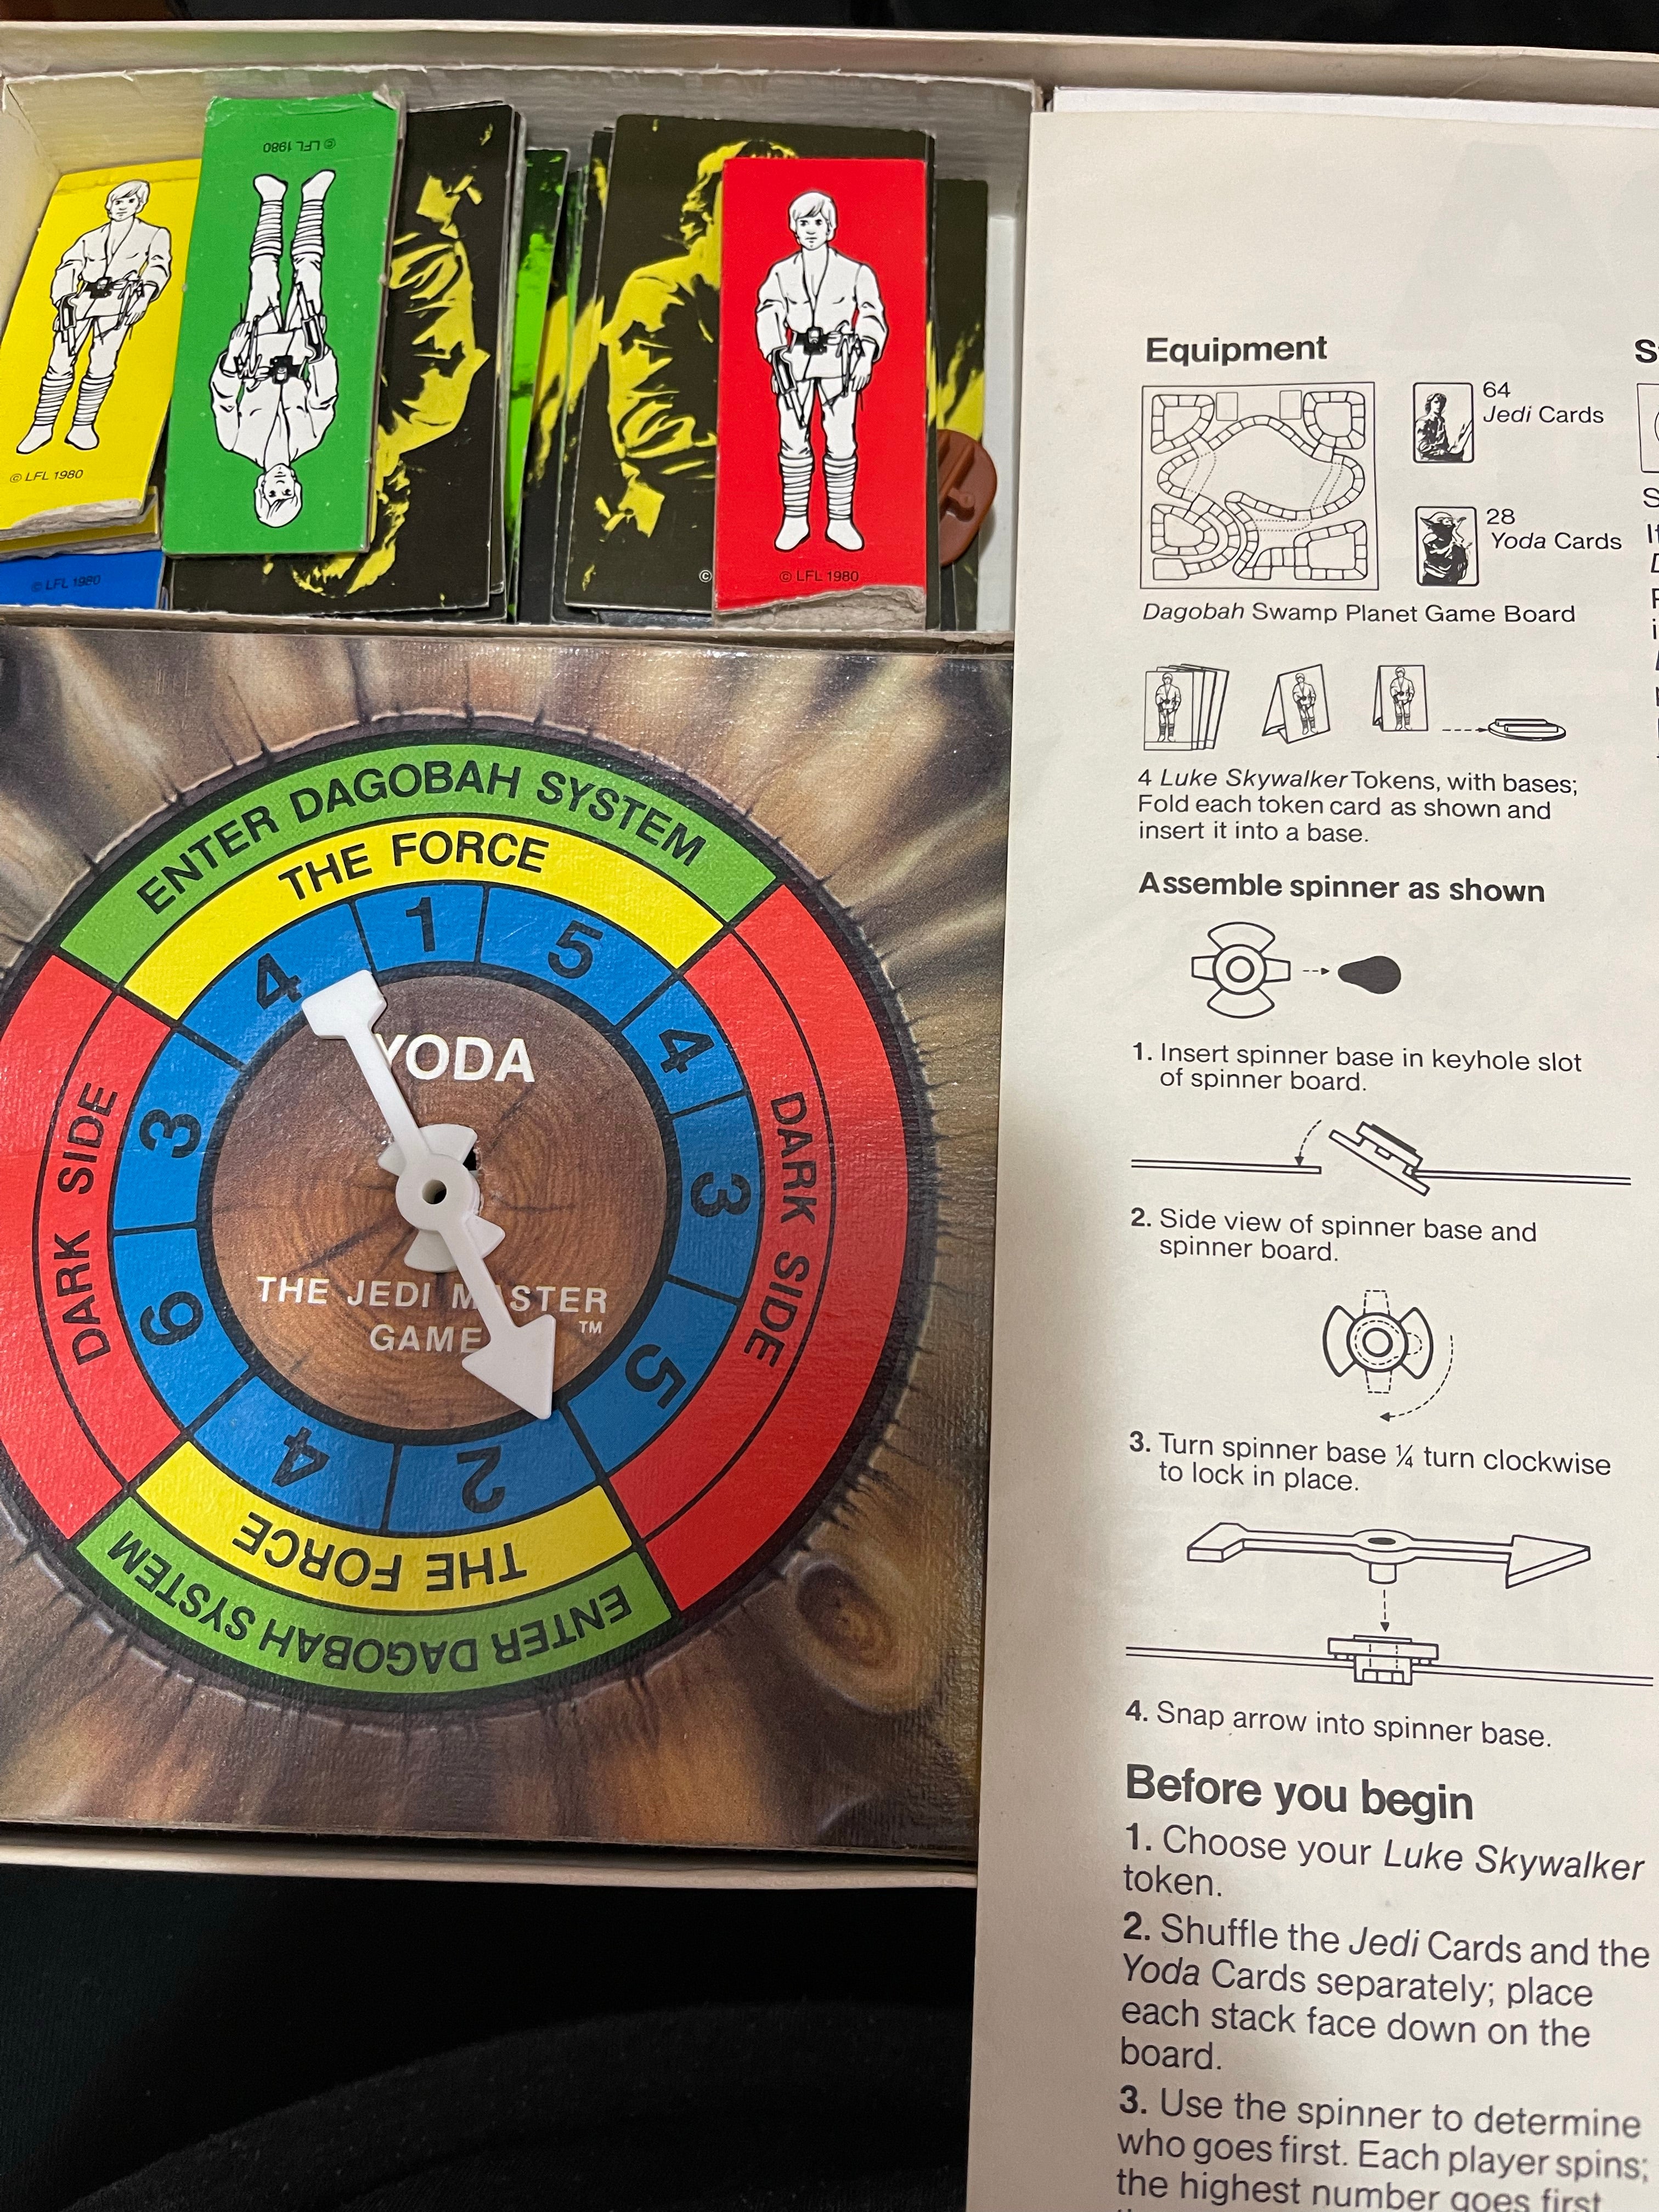 © LFL 1980
© LFL 1980
© LFL 1980
©
© LFL 1980
ENTER DAGOBAH SYSTEM
THE FORCE
1
5
4
3
5
2
4
6
3
4
DARK SIDE
DARK SIDE
THE FORCE
ENTER DAGOBAH SYSTEM
YODA
THE JEDI MASTER
GAME ™
Equipment
64
Jedi Cards
28
Yoda Cards
Dagobah Swamp Planet Game Board
4 Luke Skywalker Tokens, with bases;
Fold each token card as shown and
insert it into a base.
Assemble spinner as shown
1. Insert spinner base in keyhole slot
of spinner board.
2. Side view of spinner base and
spinner board.
3. Turn spinner base ¼ turn clockwise
to lock in place.
4. Snap arrow into spinner base.
Before you begin
1. Choose your Luke Skywalker
token.
2. Shuffle the Jedi Cards and the
Yoda Cards separately; place
each stack face down on the
board.
3. Use the spinner to determine
who goes first. Each player spins;
the highest number goes first.